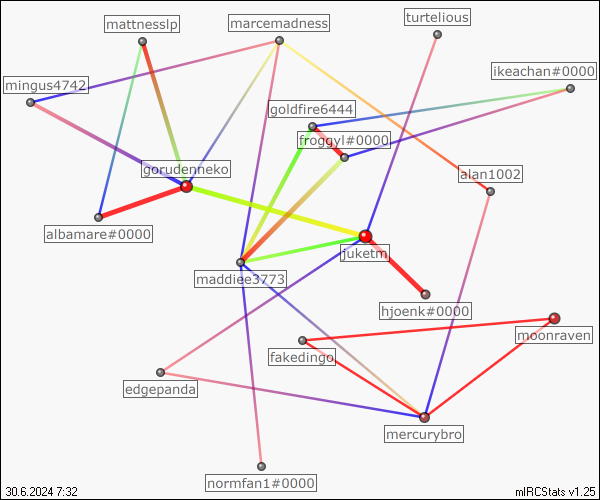 turtelious
marcemadness
mattnesslp
ikeachan#0000
mingus4742
goldfire6444
froggyl#0000
gorudenneko
alan1002
albamare#0000
juketm
maddiee3773
hjoenk#0000
moonraven
fakedingo
edgepanda
mercurybro
normfan1#0000
30.6.2024 7:32
mIRCStats v1.25